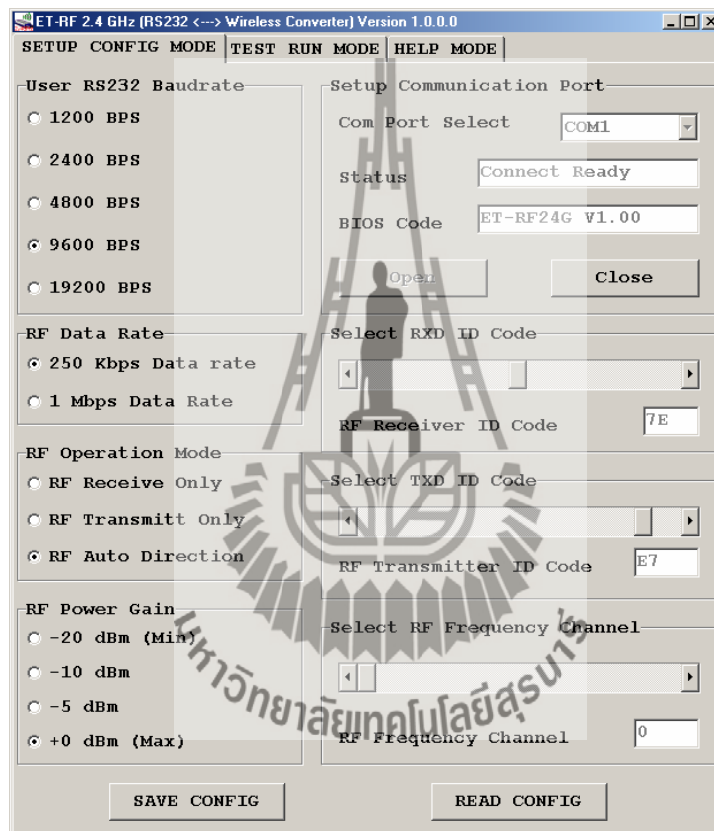 ET-RF 2.4 GHz (RS232 <---> Wireless Converter) Version 1.0.0.0
SETUP CONFIG MODE
TEST RUN MODE
HELP MODE
User RS232 Baudrate
1200 BPS
2400 BPS
4800 BPS
9600 BPS
19200 BPS
RF Data Rate
250 Kbps Data rate
1 Mbps Data Rate
RF Operation Mode
RF Receive Only
RF Transmitt Only
RF Auto Direction
RF Power Gain
-20 dBm (Min)
-10 dBm
-5 dBm
+0 dBm (Max)
Setup Communication Port
Com Port Select COM1
Status Connect Ready
BIOS Code ET-RF24G V1.00
Open Close
Select RXD ID Code
RF Receiver ID Code 7E
Select TXD ID Code
RF Transmitter ID Code E7
Select RF Frequency Channel
RF Frequency Channel 0
SAVE CONFIG READ CONFIG
มหาวิทยาลัยเทคโนโลยีสุรนารี